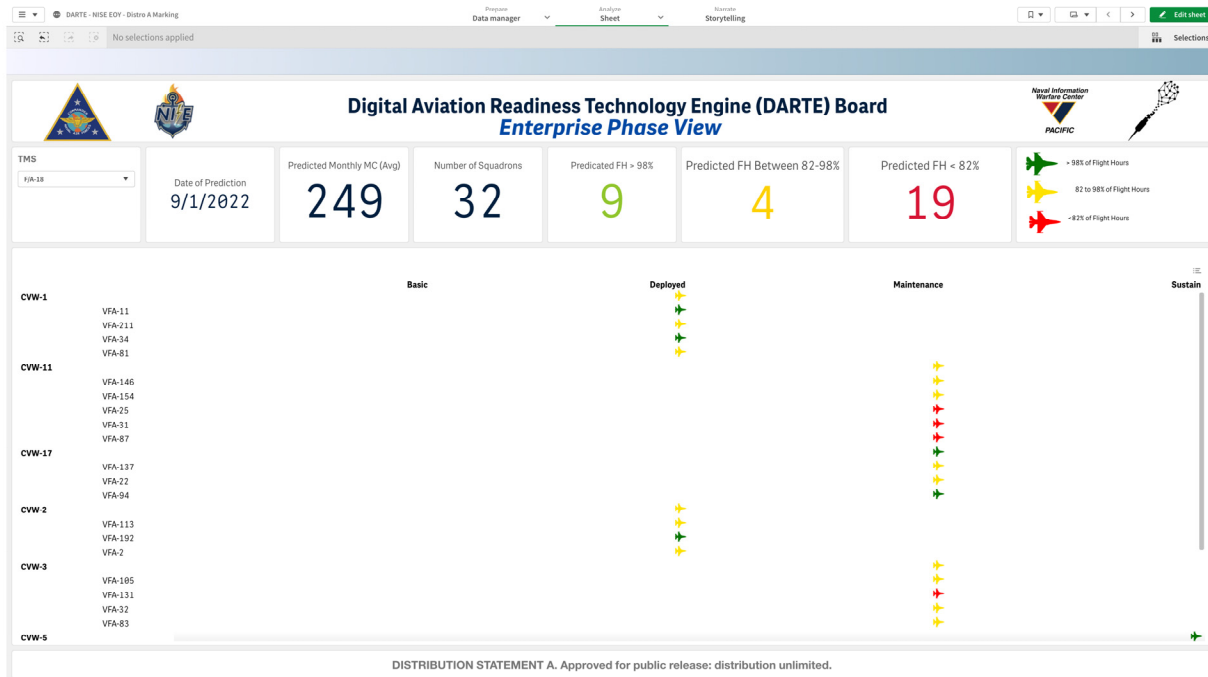 DARTE - NISE EOY - Distro A Marking
Prepare
Data manager
Analyze
Sheet
Narrate
Storytelling
Edit sheet
No selections applied
Selections
NISE
Digital Aviation Readiness Technology Engine (DARTE) Board
Enterprise Phase View
Naval Information
Warfare Center
PACIFIC
TMS
F/A-18
Date of Prediction
9/1/2022
Predicted Monthly MC (Avg)
249
Number of Squadrons
32
Predicated FH > 98%
9
Predicted FH Between 82-98%
4
Predicted FH < 82%
19
> 98% of Flight Hours
82 to 98% of Flight Hours
<82% of Flight Hours
Basic Deployed Maintenance Sustain
CVW-1
VFA-11
VFA-211
VFA-34
VFA-81
CVW-11
VFA-146
VFA-154
VFA-25
VFA-31
VFA-87
CVW-17
VFA-137
VFA-22
VFA-94
CVW-2
VFA-113
VFA-192
VFA-2
CVW-3
VFA-105
VFA-131
VFA-32
VFA-83
CVW-5
DISTRIBUTION STATEMENT A. Approved for public release: distribution unlimited.